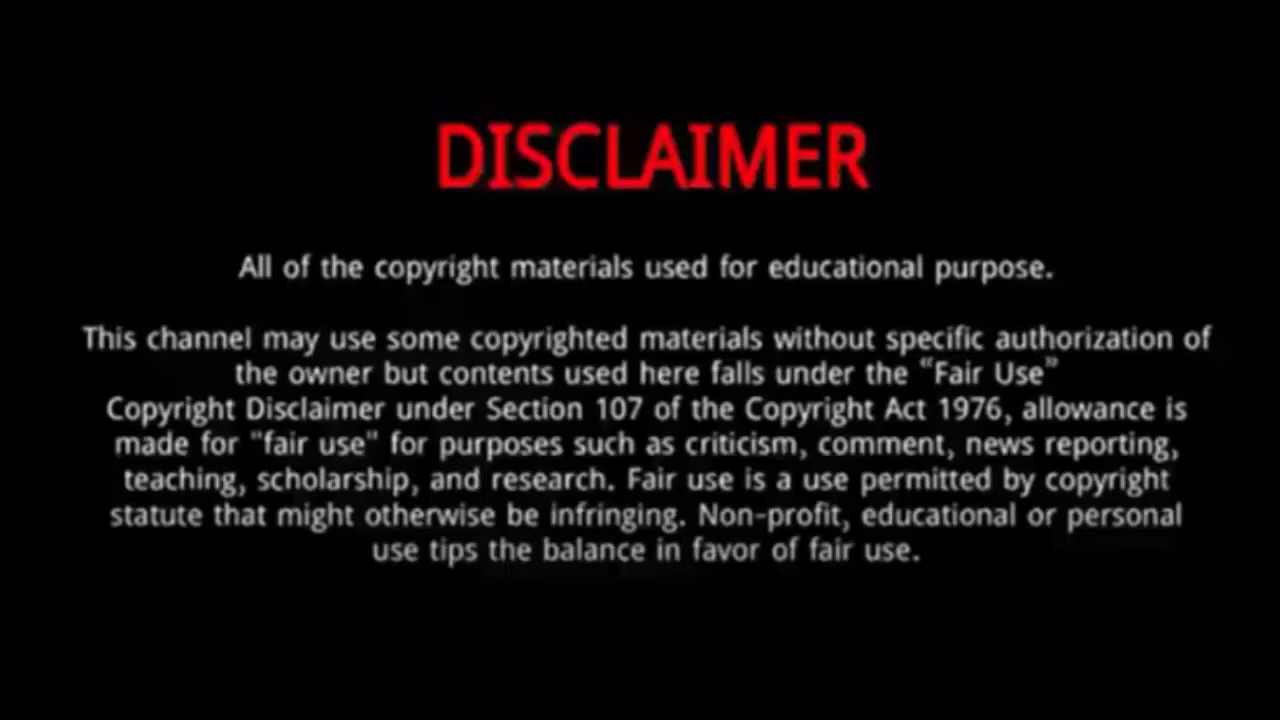 DISCLAIMER
All of the copyright materials used for educational purpose.
This channel may use some copyrighted materials without specific authorization of
the owner but contents used here falls under the “Fair Use”
Copyright Disclaimer under Section 107 of the Copyright Act 1976, allowance is
made for "fair use" for purposes such as criticism, comment, news reporting,
teaching, scholarship, and research. Fair use is a use permitted by copyright
statute that might otherwise be infringing. Non-profit, educational or personal
use tips the balance in favor of fair use.